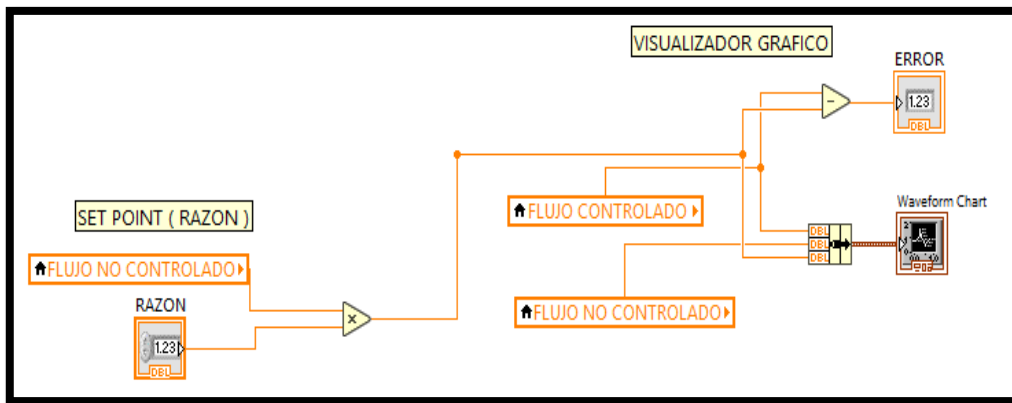 VISUALIZADOR GRAFICO
ERROR
1.23
DBL
SET POINT ( RAZON )
FLUJO NO CONTROLADO
RAZON
1.23
DBL
FLUJO CONTROLADO
FLUJO NO CONTROLADO
DBL
DBL
DBL
Waveform Chart